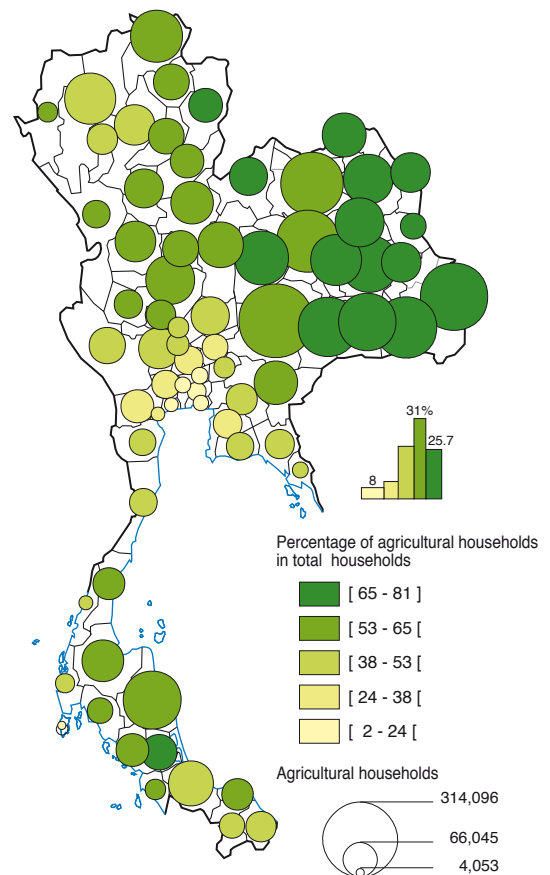 31%
25.7
8
Percentage of agricultural households
in total households
[ 65 - 81 ]
[ 53 - 65 [
[ 38 - 53 [
[ 24 - 38 [
[ 2 - 24 [
Agricultural households
314,096
66,045
4,053